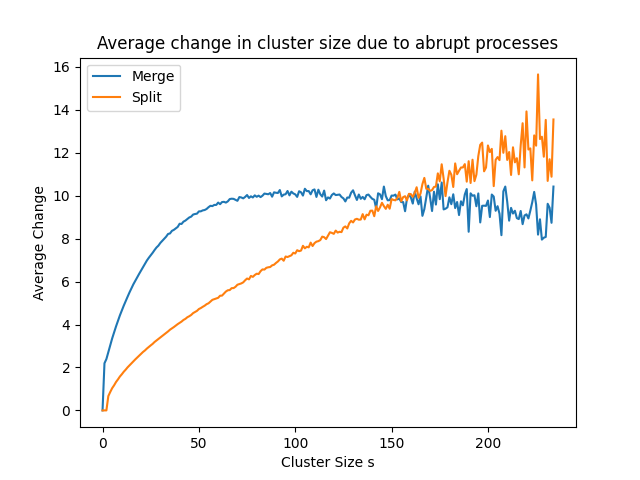 Average change in cluster size due to abrupt processes
Merge
Split
16
14
12
10
8
6
4
2
0
Average Change
0 50 100 150 200
Cluster Size s